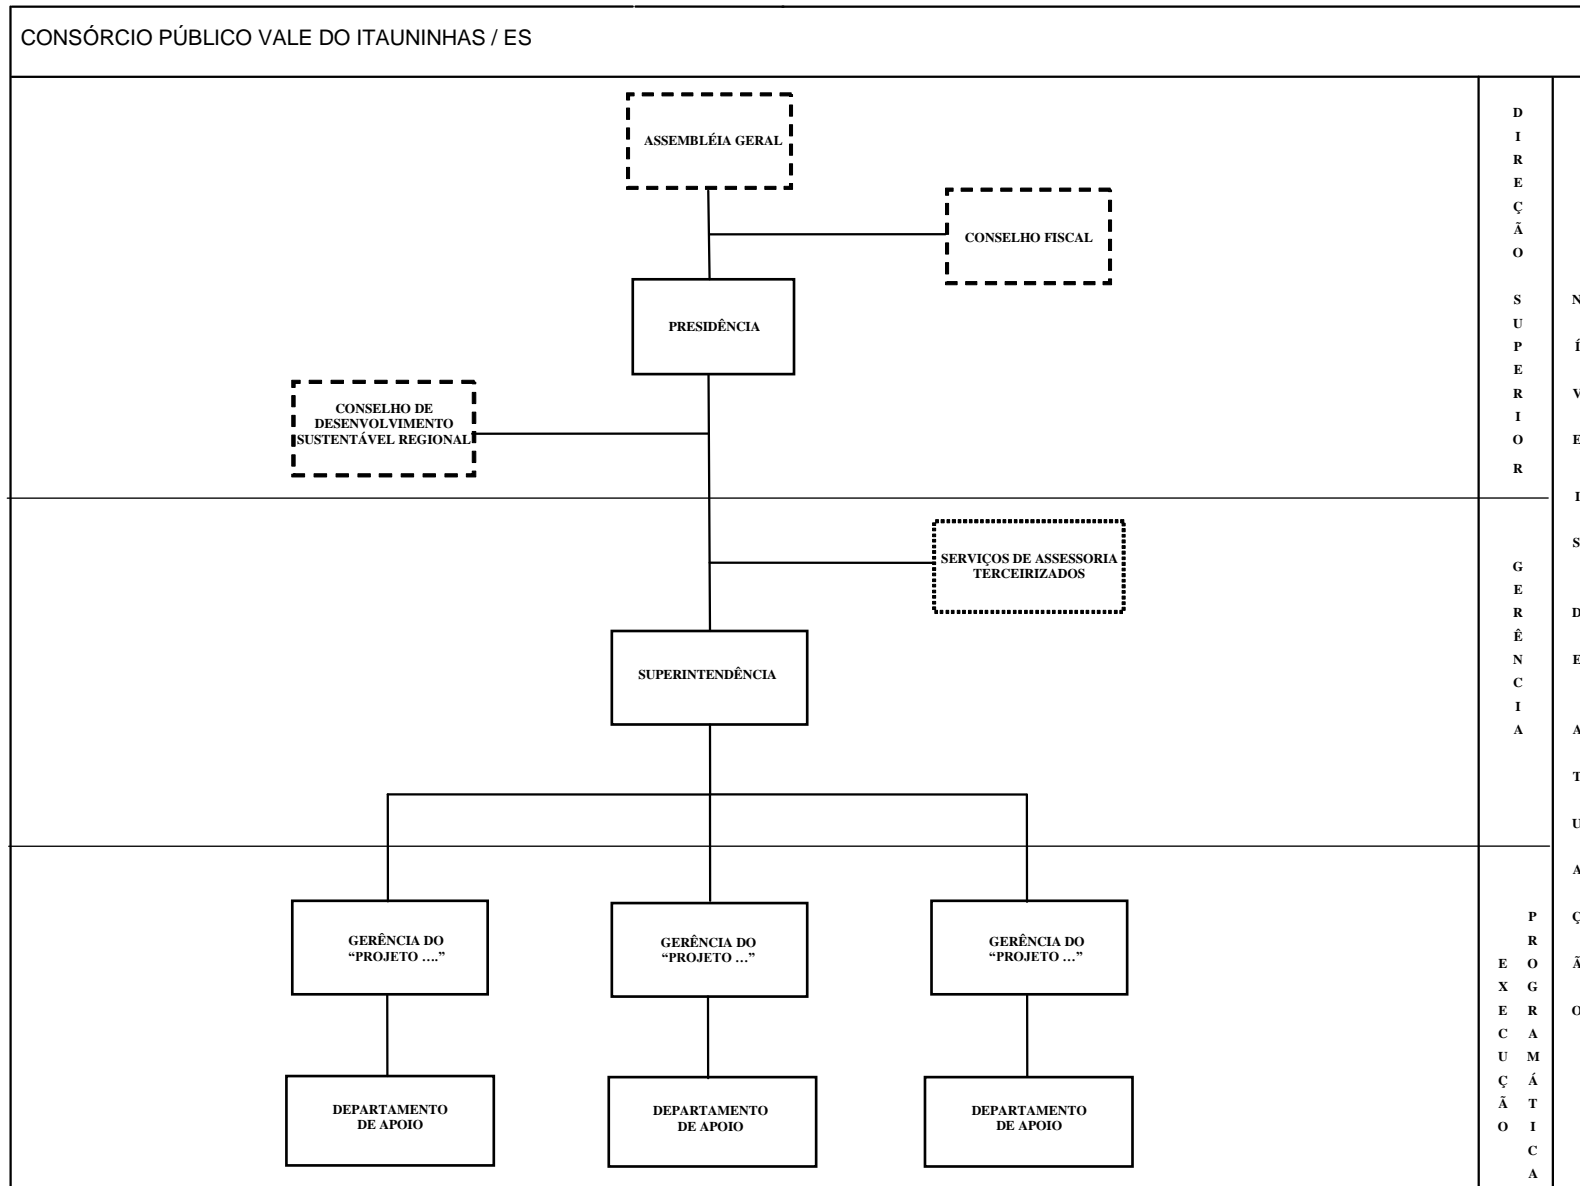 CONSÓRCIO PÚBLICO VALE DO ITAUNINHAS / ES
ASSEMBLÉIA GERAL
CONSELHO FISCAL
PRESIDÊNCIA
CONSELHO DE
DESENVOLVIMENTO
SUSTENTÁVEL REGIONAL
SERVIÇOS DE ASSESSORIA
TERCEIRIZADOS
SUPERINTENDÊNCIA
GERÊNCIA DO
“PROJETO ....”
GERÊNCIA DO
“PROJETO ...”
GERÊNCIA DO
“PROJETO ...”
DEPARTAMENTO
DE APOIO
DEPARTAMENTO
DE APOIO
DEPARTAMENTO
DE APOIO
DIREÇÃO SUPERIOR
GERÊNCIA
EXECUÇÃO
PROGRAMÁTICA
NÍVEIS DE ATUAÇÃO